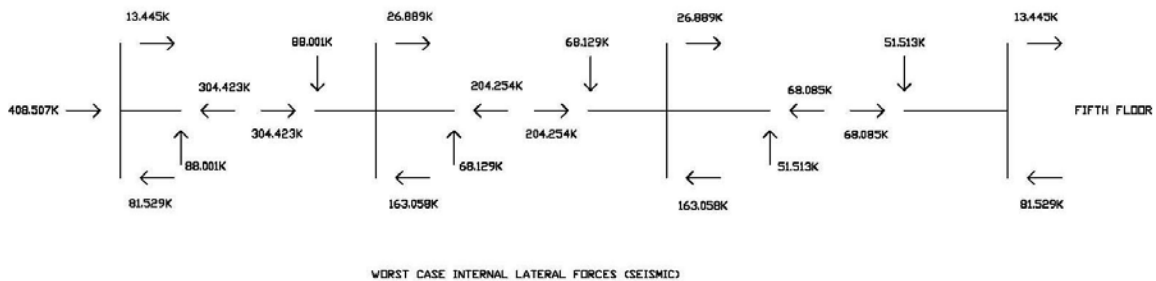 13.445K 26.889K 26.889K 13.445K
88.001K 68.129K 51.513K
304.423K 204.254K 68.085K
408.507K FIFTH FLOOR
304.423K 204.254K 68.085K
88.001K 68.129K 51.513K
81.529K 163.058K 163.058K 81.529K
WORST CASE INTERNAL LATERAL FORCES (SEISMIC)